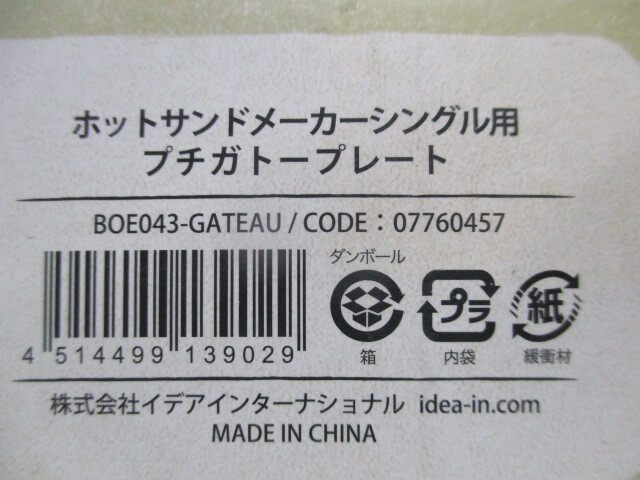 ホットサンドメーカーシングル用
プチガトープレート
BOE043-GATEAU / CODE : 07760457
ダンボール
プラ
紙
4 514499 139029
箱
内袋
緩衝材
株式会社イデアインターナショナル idea-in.com
MADE IN CHINA